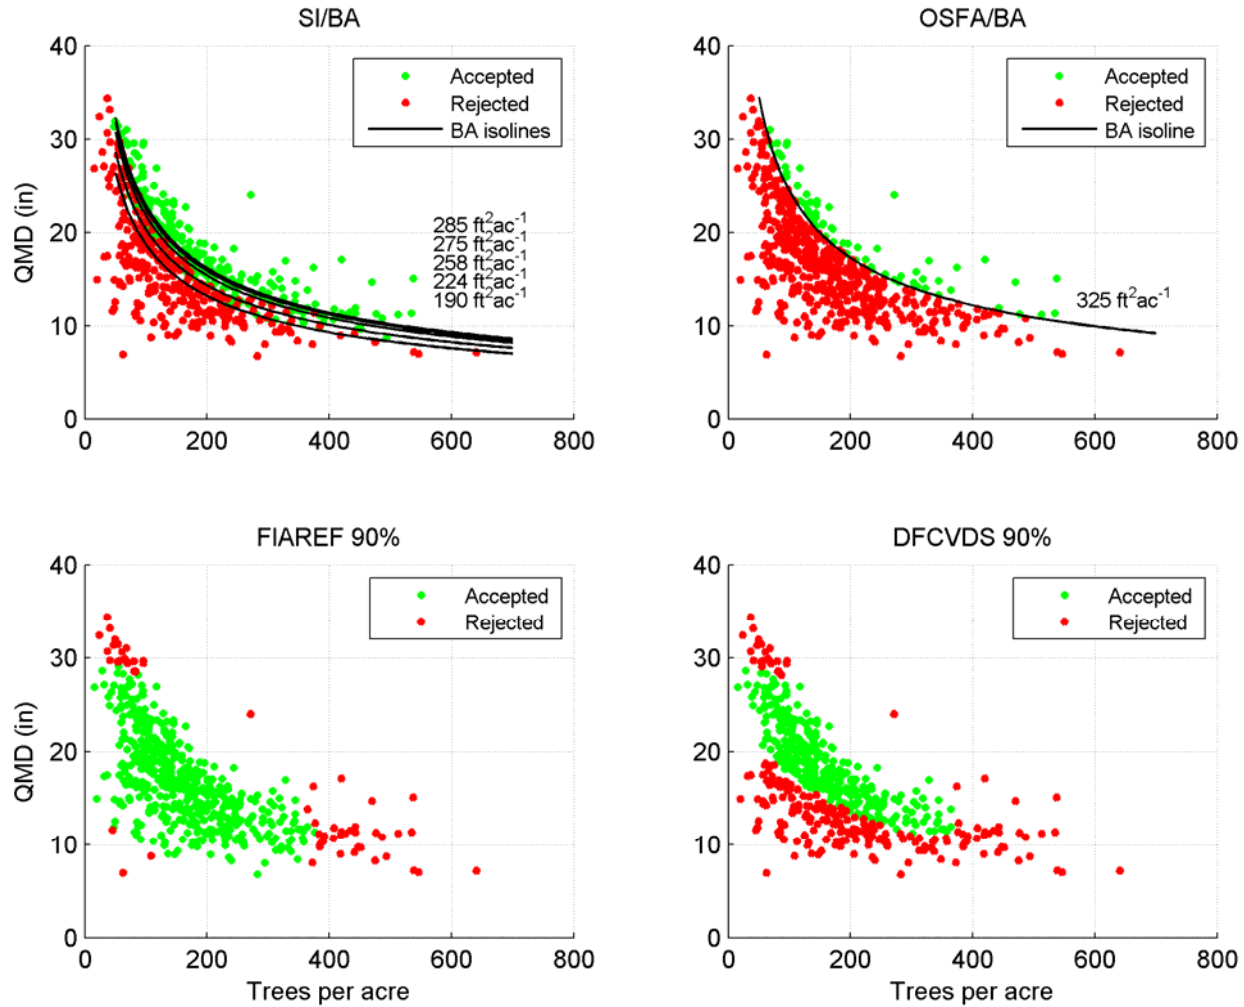 SI/BA
QMD (in)
40
30
20
10
0
0 200 400 600 800
Accepted
Rejected
BA isolines
285 ft²ac⁻¹
275 ft²ac⁻¹
258 ft²ac⁻¹
224 ft²ac⁻¹
190 ft²ac⁻¹
OSFA/BA
40
30
20
10
0
0 200 400 600 800
Accepted
Rejected
BA isoline
325 ft²ac⁻¹
FIAREF 90%
QMD (in)
40
30
20
10
0
0 200 400 600 800
Trees per acre
Accepted
Rejected
DFCVDS 90%
40
30
20
10
0
0 200 400 600 800
Trees per acre
Accepted
Rejected